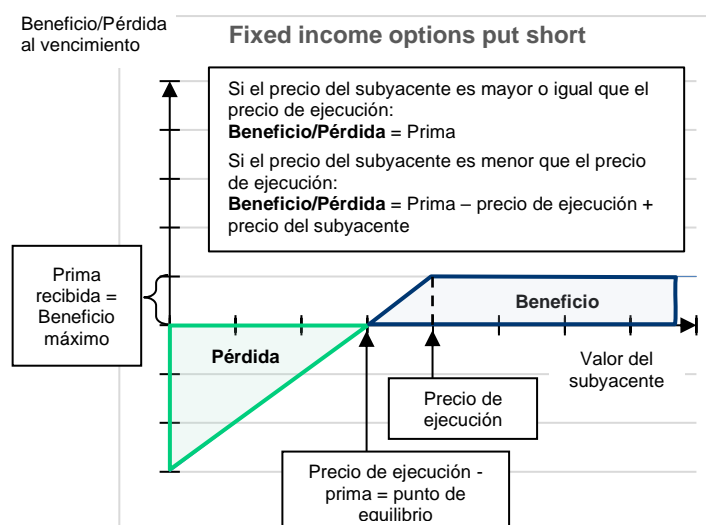 Beneficio/Pérdida
al vencimiento
Fixed income options put short
Si el precio del subyacente es mayor o igual que el
precio de ejecución:
Beneficio/Pérdida = Prima
Si el precio del subyacente es menor que el precio
de ejecución:
Beneficio/Pérdida = Prima – precio de ejecución +
precio del subyacente
Prima
recibida =
Beneficio
máximo
Beneficio
Pérdida
Valor del
subyacente
Precio de
ejecución
Precio de ejecución -
prima = punto de
equilibrio